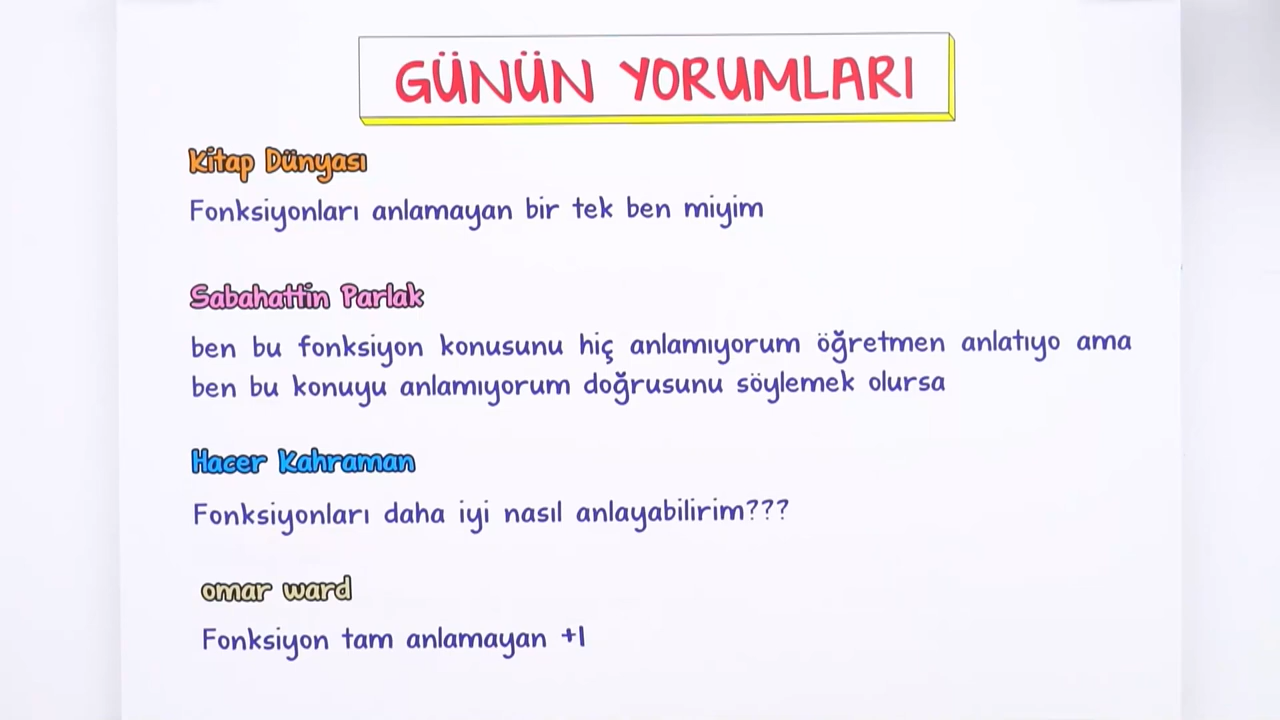 GÜNÜN YORUMLARI
Kitap Dünyası
Fonksiyonları anlamayan bir tek ben miyim
Sabahattin Parlak
ben bu fonksiyon konusunu hiç anlamıyorum öğretmen anlatıyo ama
ben bu konuyu anlamıyorum doğrusunu söylemek olursa
Hacer Kahraman
Fonksiyonları daha iyi nasıl anlayabilirim???
omar ward
Fonksiyon tam anlamayan +1